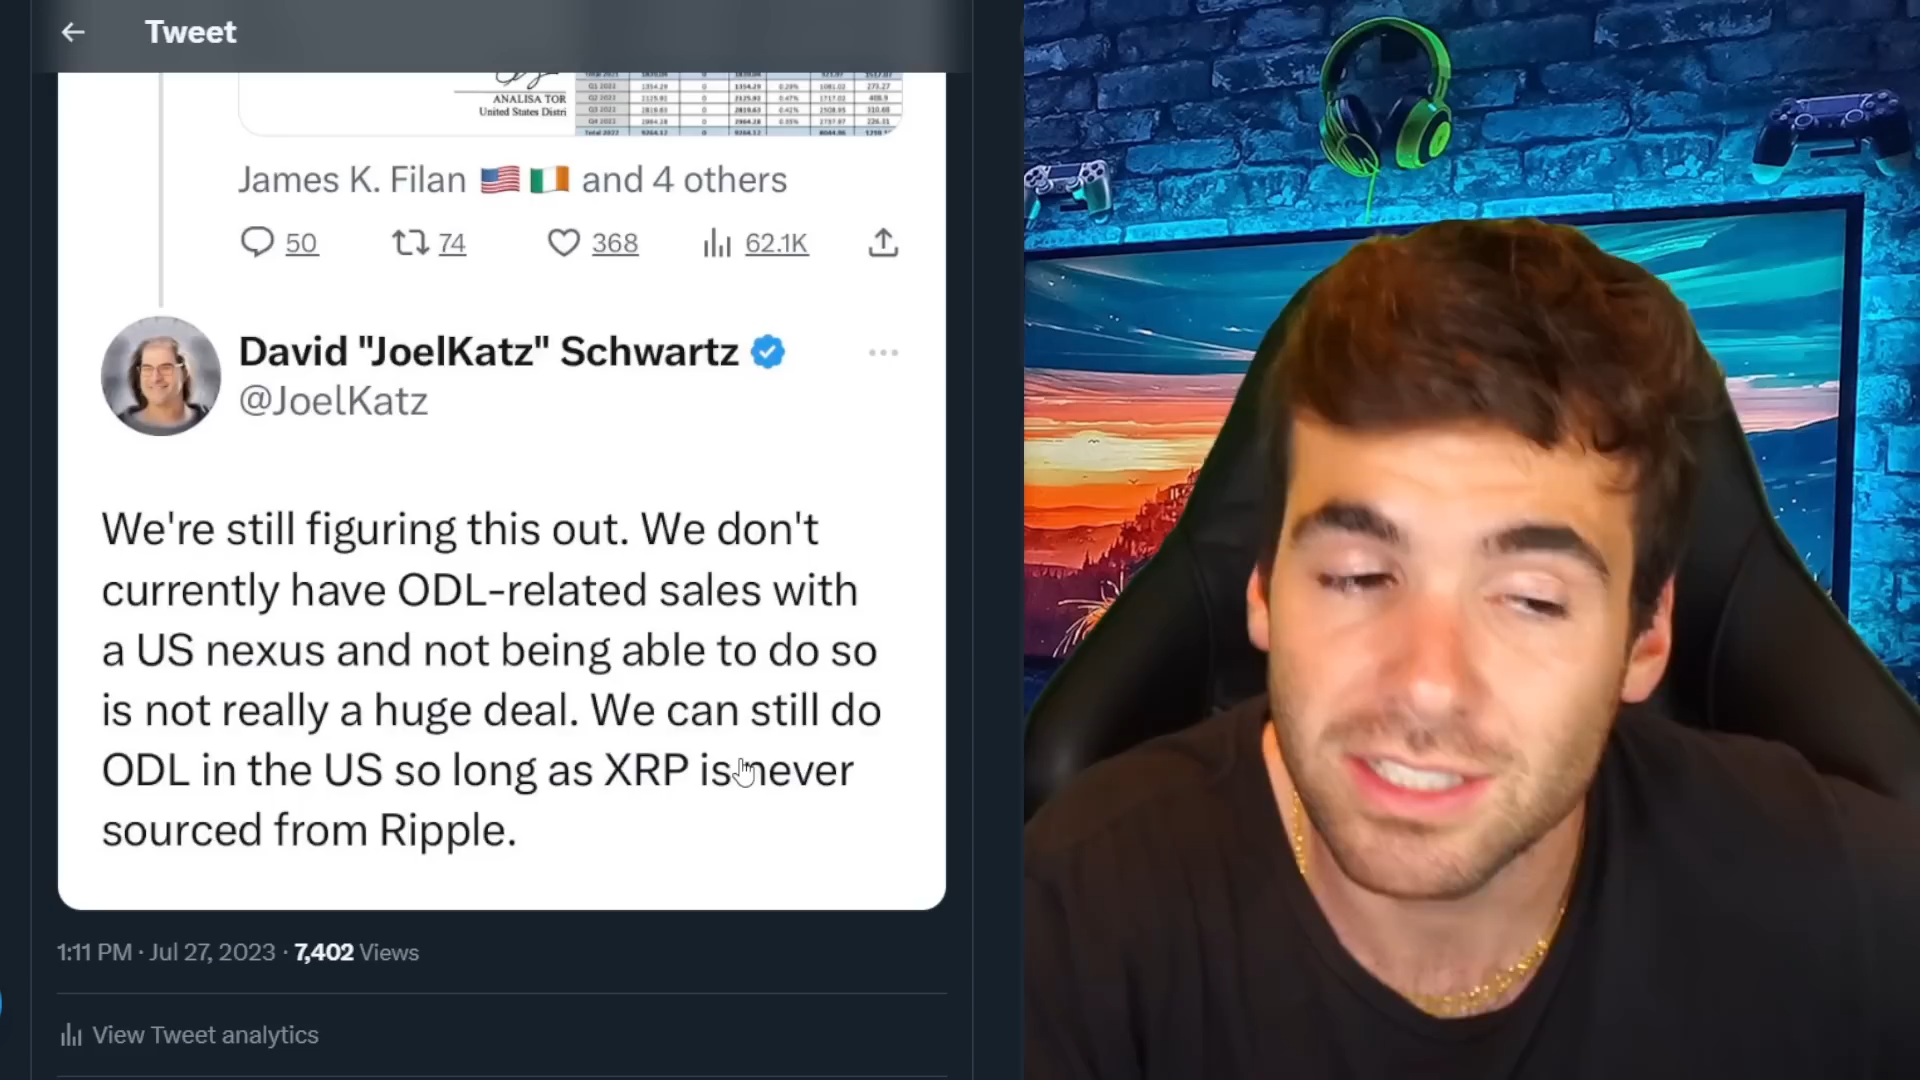 Tweet
ANALISA TOR
United States Distri
James K. Filan 🇺🇸 🇮🇪 and 4 others
50 74 368 62.1K
David "JoelKatz" Schwartz
@JoelKatz
We're still figuring this out. We don't
currently have ODL-related sales with
a US nexus and not being able to do so
is not really a huge deal. We can still do
ODL in the US so long as XRP is never
sourced from Ripple.
1:11 PM · Jul 27, 2023 · 7,402 Views
View Tweet analytics